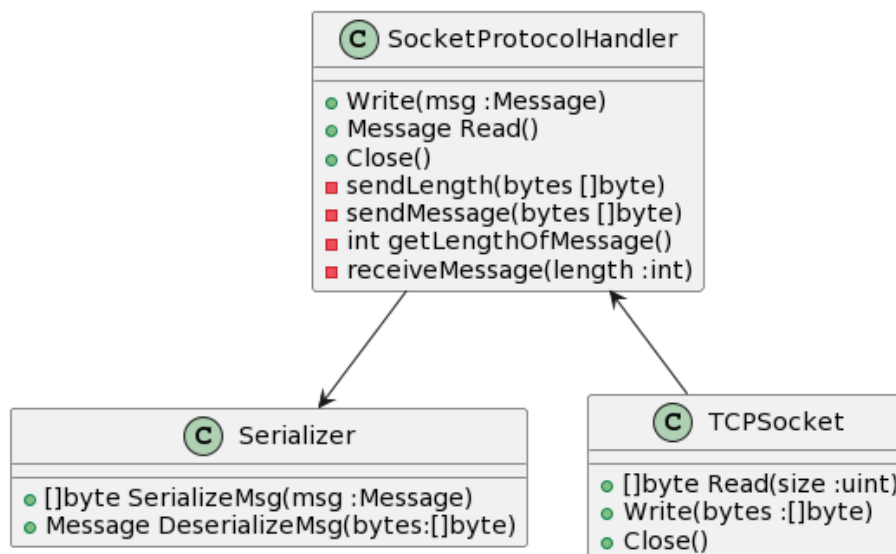 C SocketProtocolHandler
Write(msg :Message)
Message Read()
Close()
sendLength(bytes []byte)
sendMessage(bytes []byte)
int getLengthOfMessage()
receiveMessage(length :int)
C Serializer
[]byte SerializeMsg(msg :Message)
Message DeserializeMsg(bytes:[]byte)
C TCPSocket
[]byte Read(size :uint)
Write(bytes :[]byte)
Close()